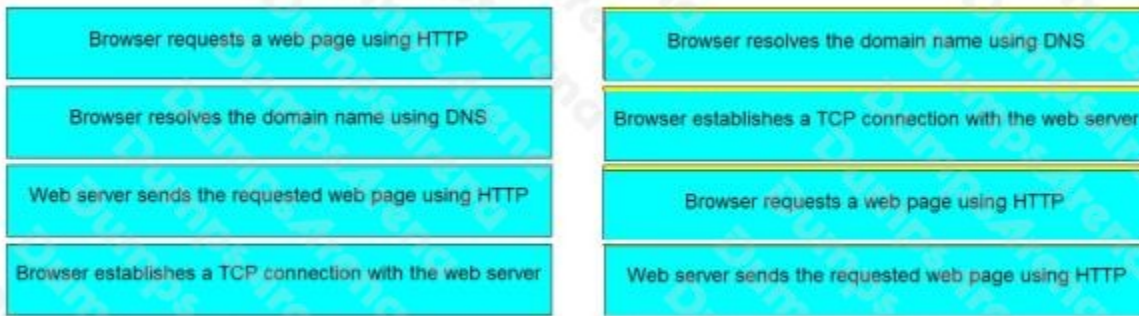 Browser requests a web page using HTTP
Browser resolves the domain name using DNS
Web server sends the requested web page using HTTP
Browser establishes a TCP connection with the web server
Browser resolves the domain name using DNS
Browser establishes a TCP connection with the web server
Browser requests a web page using HTTP
Web server sends the requested web page using HTTP
DumpsArena